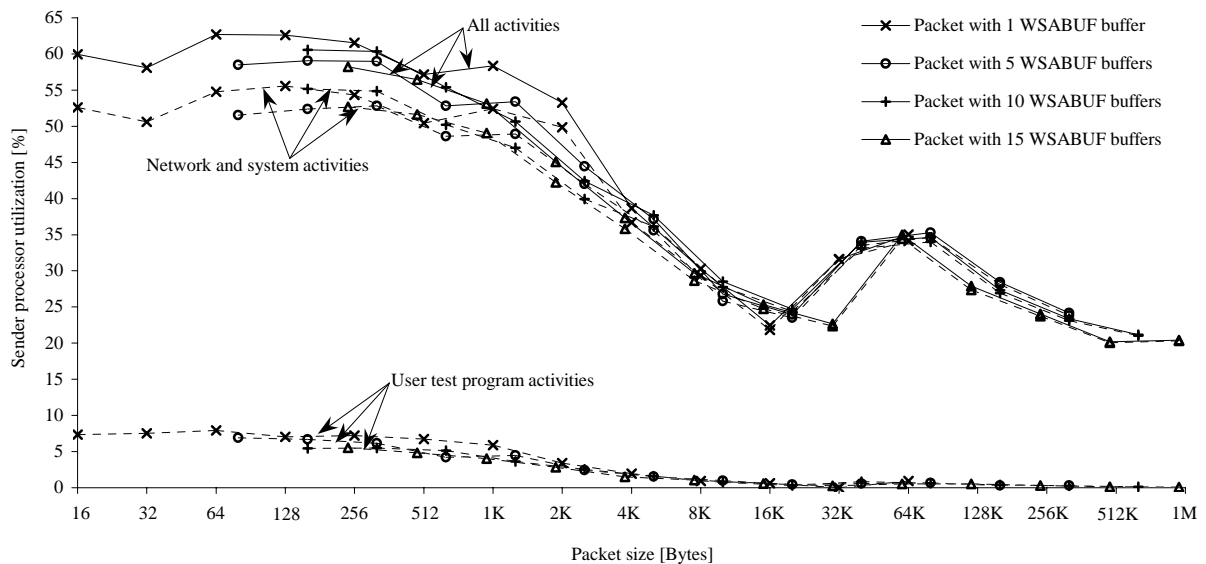 65
60
55
50
45
40
35
30
25
20
15
10
5
0
Sender processor utilization [%]
All activities
Network and system activities
User test program activities
Packet with 1 WSABUF buffer
Packet with 5 WSABUF buffers
Packet with 10 WSABUF buffers
Packet with 15 WSABUF buffers
16 32 64 128 256 512 1K 2K 4K 8K 16K 32K 64K 128K 256K 512K 1M
Packet size [Bytes]